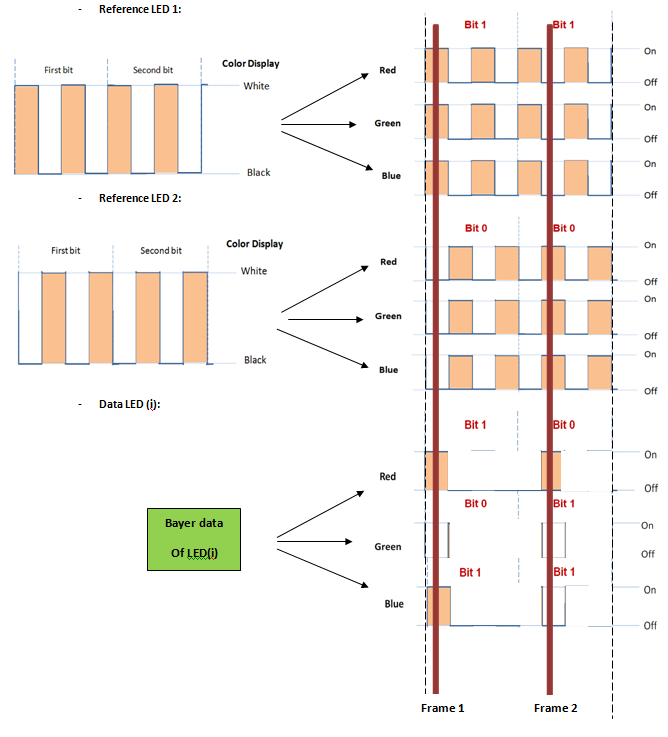 - Reference LED 1:
Bit 1 Bit 1
First bit Second bit Color Display
White
Black
Red
On
Off
Green
On
Off
Blue
On
Off
- Reference LED 2:
Bit 0 Bit 0
First bit Second bit Color Display
White
Black
Red
On
Off
Green
On
Off
Blue
On
Off
- Data LED (i):
Bit 1 Bit 0
Red
On
Off
Bit 0 Bit 1
Bayer data
Of LED(i)
Green
On
Off
Bit 1 Bit 1
Blue
On
Off
Frame 1 Frame 2